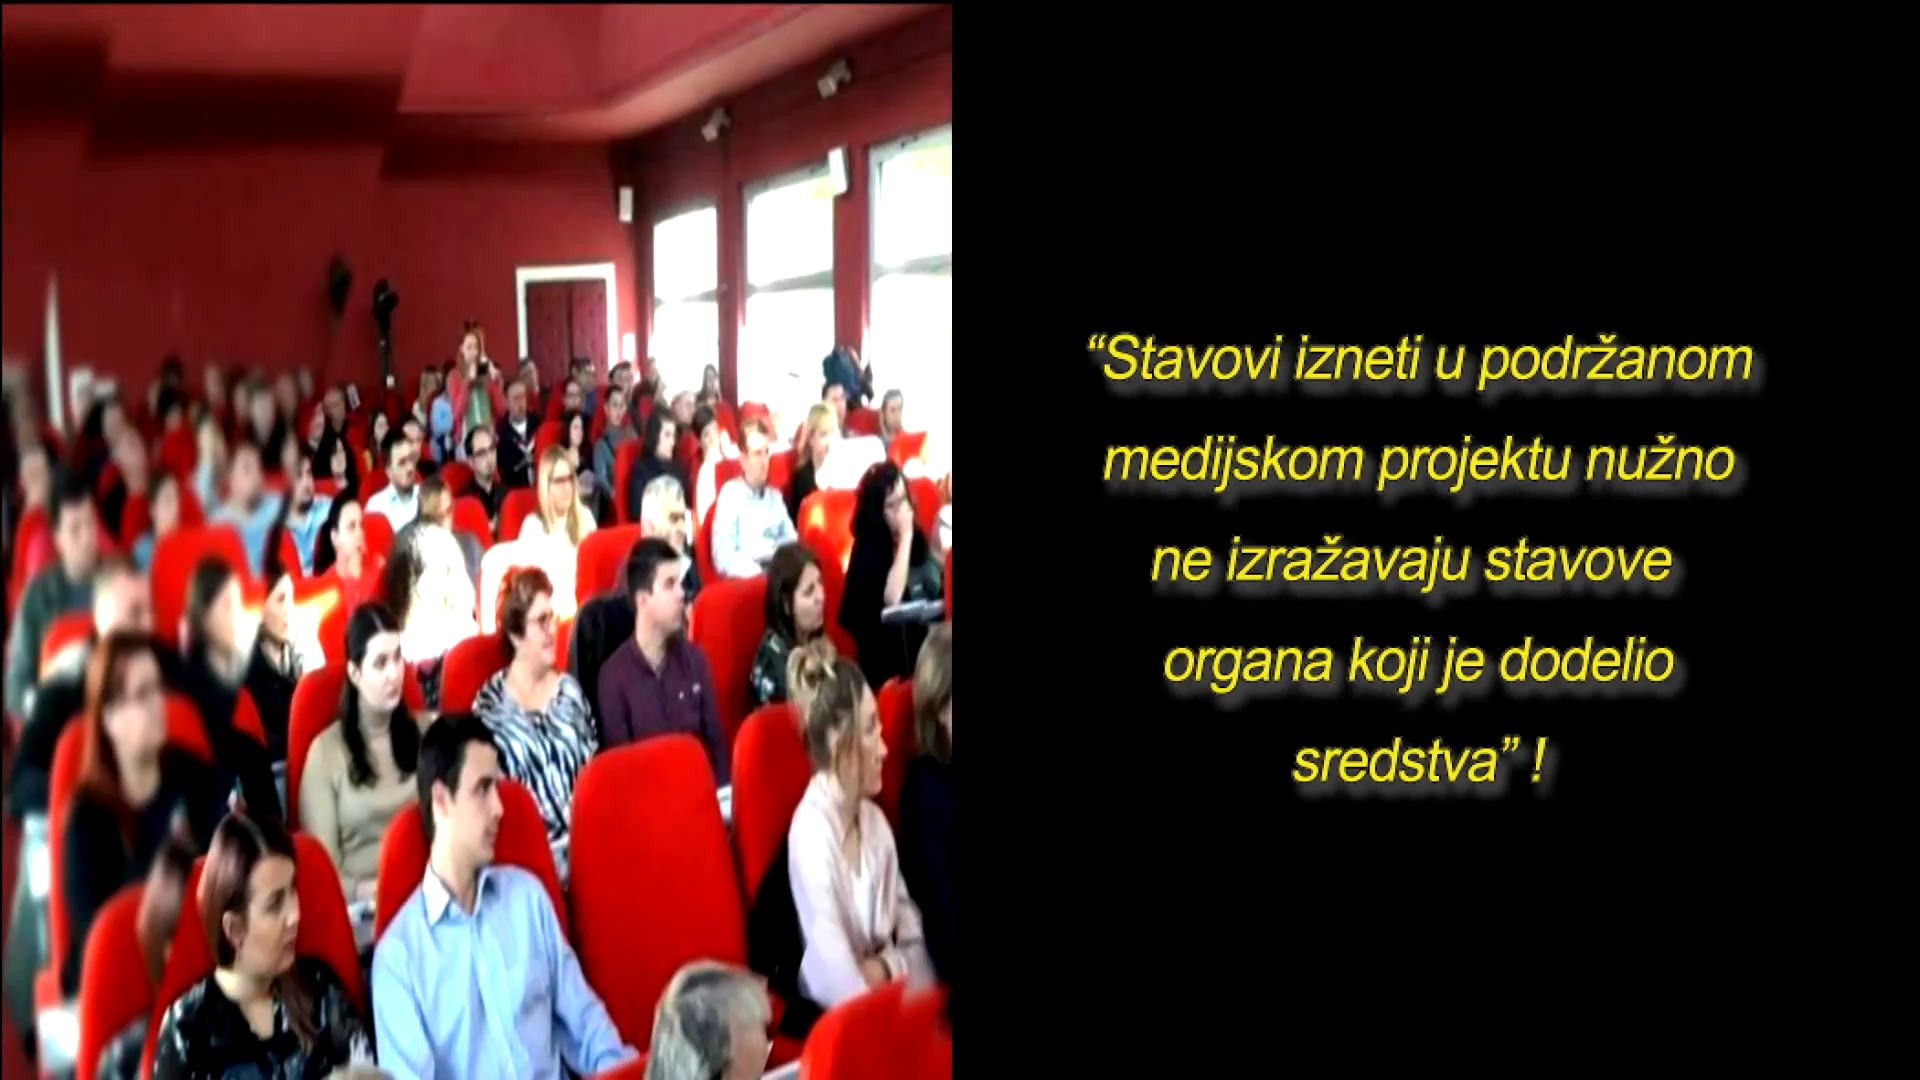 “Stavovi izneti u podržanom
medijskom projektu nužno
ne izražavaju stavove
organa koji je dodelio
sredstva” !